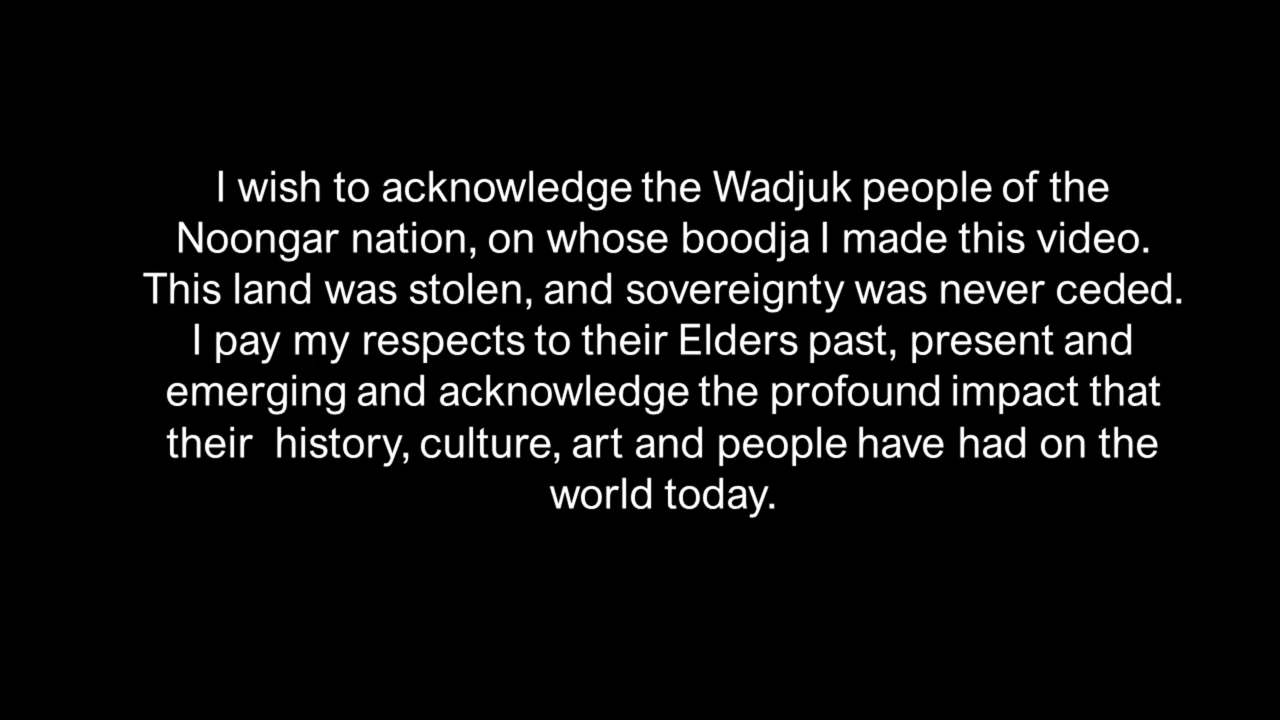 I wish to acknowledge the Wadjuk people of the
Noongar nation, on whose boodja I made this video.
This land was stolen, and sovereignty was never ceded.
I pay my respects to their Elders past, present and
emerging and acknowledge the profound impact that
their  history, culture, art and people have had on the
world today.